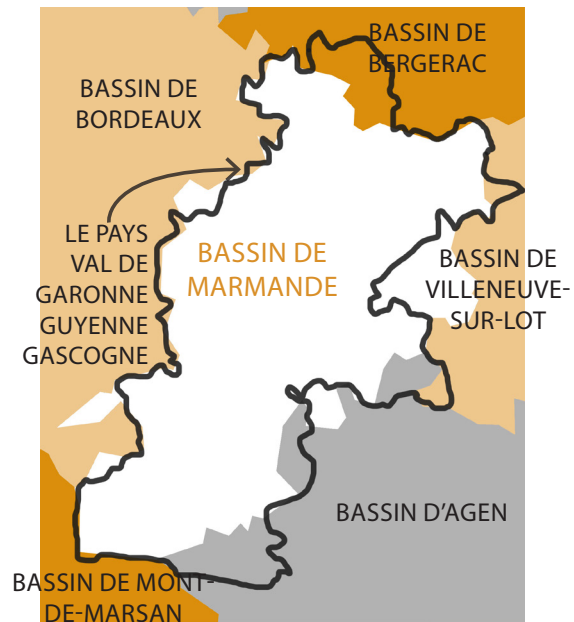 BASSIN DE
BERGERAC
BASSIN DE
BORDEAUX
LE PAYS
VAL DE
GARONNE
GUYENNE
GASCOGNE
BASSIN DE
MARMANDE
BASSIN DE
VILLENEUVE-
SUR-LOT
BASSIN D'AGEN
BASSIN DE MONT-
DE-MARSAN